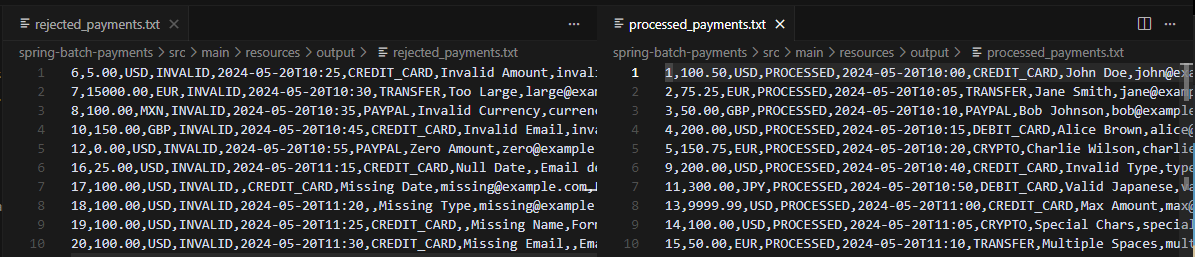 rejected_payments.txt
spring-batch-payments > src > main > resources > output > rejected_payments.txt
1 6,5.00,USD,INVALID,2024-05-20T10:25,CREDIT_CARD,Invalid Amount,invali
2 7,15000.00,EUR,INVALID,2024-05-20T10:30,TRANSFER,Too Large,large@exam
3 8,100.00,MXN,INVALID,2024-05-20T10:35,PAYPAL,Invalid Currency,currenc
4 10,150.00,GBP,INVALID,2024-05-20T10:45,CREDIT_CARD,Invalid Email,inva
5 12,0.00,USD,INVALID,2024-05-20T10:55,PAYPAL,Zero Amount,zero@example
6 16,25.00,USD,INVALID,2024-05-20T11:15,CREDIT_CARD,Null Date,,Email de
7 17,100.00,USD,INVALID,,CREDIT_CARD,Missing Date,missing@example.com,
8 18,100.00,USD,INVALID,2024-05-20T11:20,,Missing Type,missing@example
9 19,100.00,USD,INVALID,2024-05-20T11:25,CREDIT_CARD,,Missing Name,For
10 20,100.00,USD,INVALID,2024-05-20T11:30,CREDIT_CARD,Missing Email,,Ema
processed_payments.txt
spring-batch-payments > src > main > resources > output > processed_payments.txt
1 1,100.50,USD,PROCESSED,2024-05-20T10:00,CREDIT_CARD,John Doe,john@exa
2 2,75.25,EUR,PROCESSED,2024-05-20T10:05,TRANSFER,Jane Smith,jane@examp
3 3,50.00,GBP,PROCESSED,2024-05-20T10:10,PAYPAL,Bob Johnson,bob@example
4 4,200.00,USD,PROCESSED,2024-05-20T10:15,DEBIT_CARD,Alice Brown,alice@
5 5,150.75,EUR,PROCESSED,2024-05-20T10:20,CRYPTO,Charlie Wilson,charlie
6 9,200.00,USD,PROCESSED,2024-05-20T10:40,CREDIT_CARD,Invalid Type,type
7 11,300.00,JPY,PROCESSED,2024-05-20T10:50,DEBIT_CARD,Valid Japanese,va
8 13,9999.99,USD,PROCESSED,2024-05-20T11:00,CREDIT_CARD,Max Amount,max@
9 14,100.00,USD,PROCESSED,2024-05-20T11:05,CRYPTO,Special Chars,special
10 15,50.00,EUR,PROCESSED,2024-05-20T11:10,TRANSFER,Multiple Spaces,mult